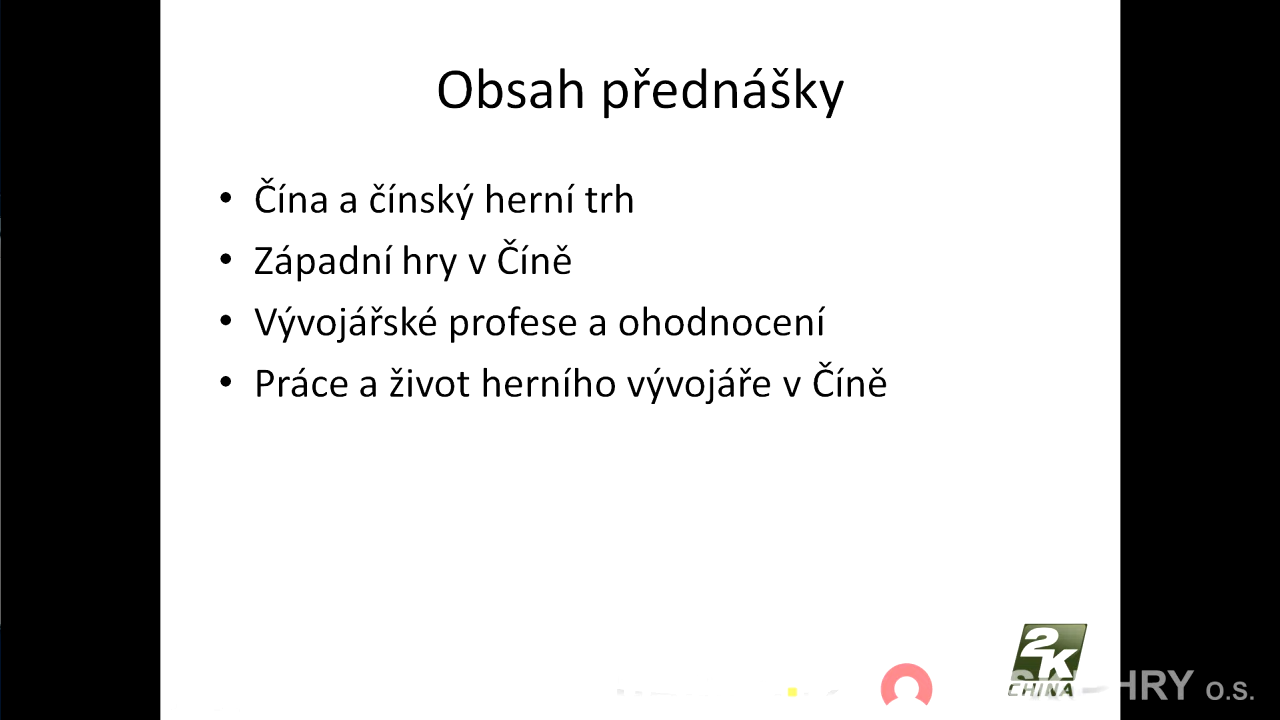 Obsah přednášky
• Čína a čínský herní trh
• Západní hry v Číně
• Vývojářské profese a ohodnocení
• Práce a život herního vývojáře v Číně
2K
CHINA
HRY o.s.